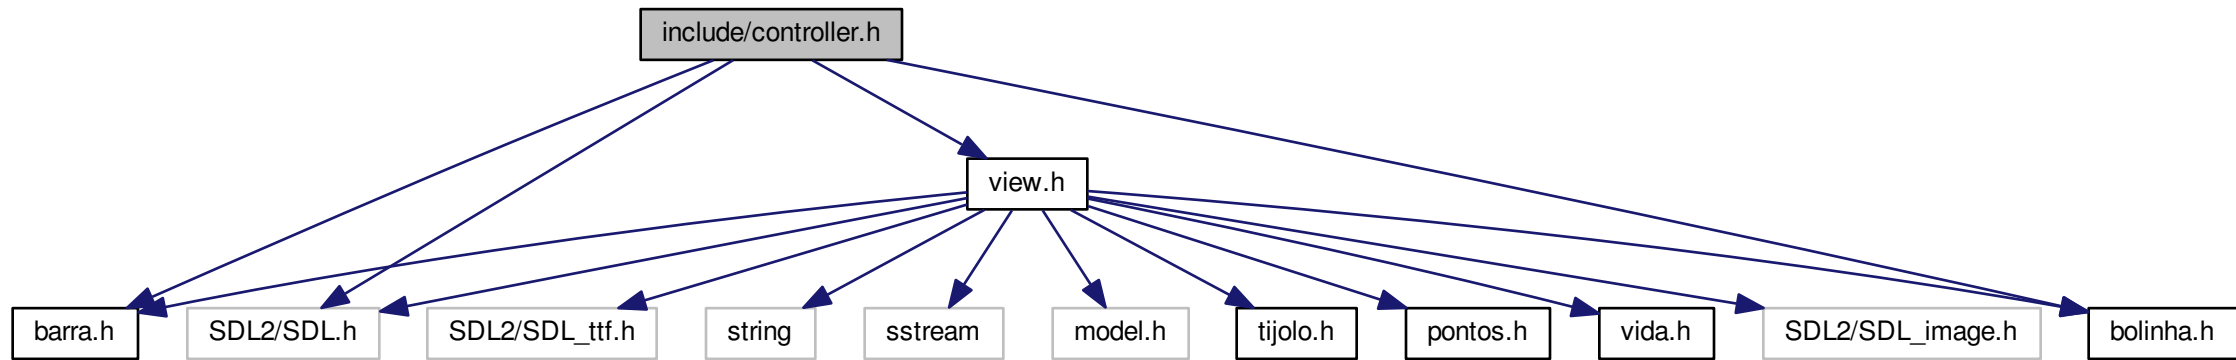 include/controller.h
view.h
barra.h
SDL2/SDL.h
SDL2/SDL_ttf.h
string
sstream
model.h
tijolo.h
pontos.h
vida.h
SDL2/SDL_image.h
bolinha.h